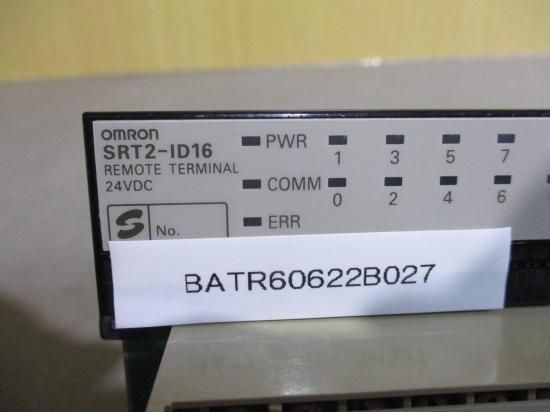 OMRON
SRT2-ID16
REMOTE TERMINAL
24VDC
S No.
PWR 1 3 5 7
COMM 0 2 4 6
ERR
BATR60622B027